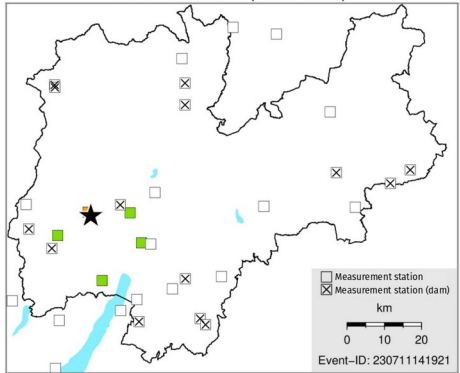 Measurement station
Measurement station (dam)
km
0 10 20
Event-ID: 230711141921